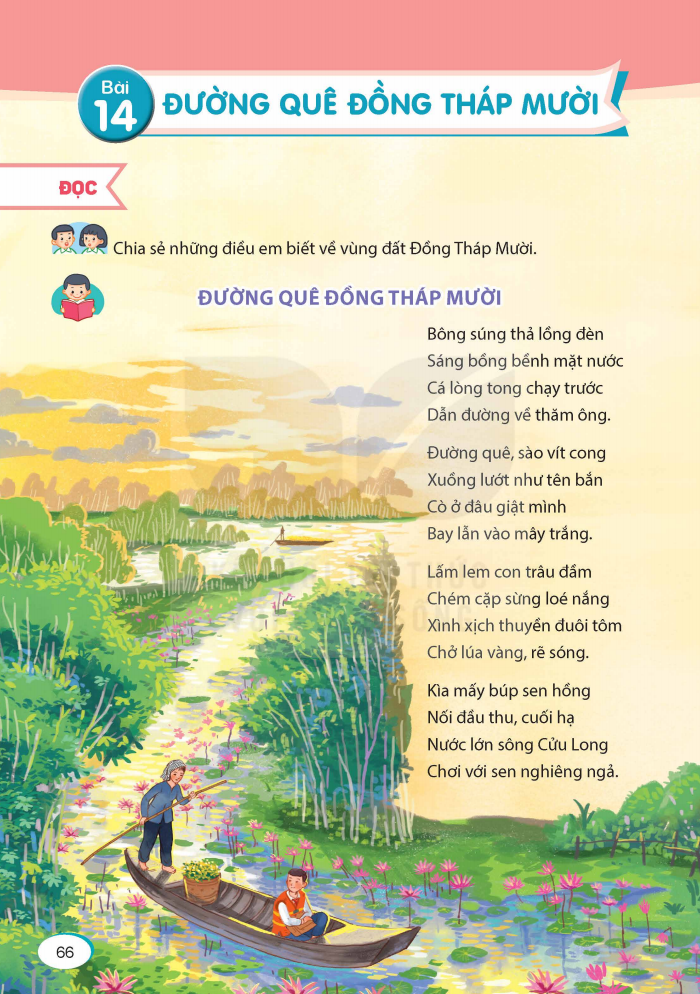 Bài
14
ĐƯỜNG QUÊ ĐỒNG THÁP MƯỜI
ĐỌC
Chia sẻ những điều em biết về vùng đất Đồng Tháp Mười.
ĐƯỜNG QUÊ ĐỒNG THÁP MƯỜI
Bông súng thả lồng đèn
Sáng bồng bềnh mặt nước
Cá lòng tong chạy trước
Dẫn đường về thăm ông.
Đường quê, sào vít cong
Xuồng lướt như tên bắn
Cò ở đâu giật mình
Bay lẫn vào mây trắng.
Lấm lem con trâu đầm
Chém cặp sừng loé nắng
Xình xịch thuyền đuôi tôm
Chở lúa vàng, rẽ sóng.
Kìa mấy búp sen hồng
Nối đầu thu, cuối hạ
Nước lớn sông Cửu Long
Chơi với sen nghiêng ngả.
66